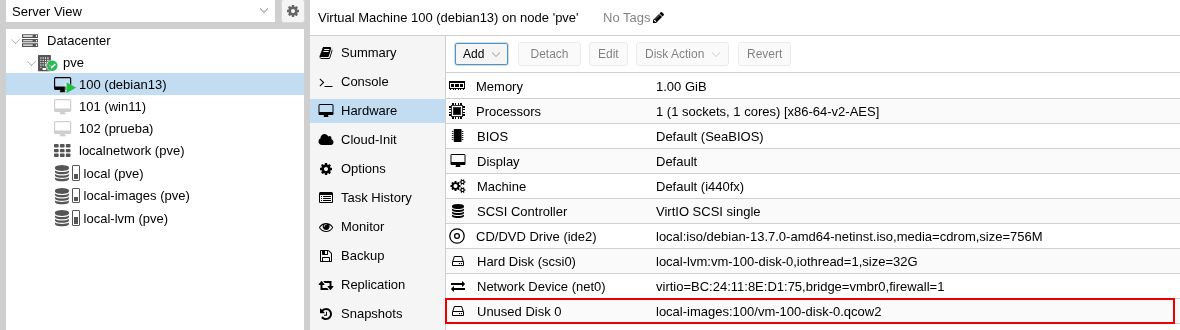 Server View
Datacenter
pve
100 (debian13)
101 (win11)
102 (prueba)
localnetwork (pve)
local (pve)
local-images (pve)
local-lvm (pve)
Virtual Machine 100 (debian13) on node 'pve' No Tags
Summary
Console
Hardware
Cloud-Init
Options
Task History
Monitor
Backup
Replication
Snapshots
Add Detach Edit Disk Action Revert
Memory 1.00 GiB
Processors 1 (1 sockets, 1 cores) [x86-64-v2-AES]
BIOS Default (SeaBIOS)
Display Default
Machine Default (i440fx)
SCSI Controller VirtIO SCSI single
CD/DVD Drive (ide2) local:iso/debian-13.7.0-amd64-netinst.iso,media=cdrom,size=756M
Hard Disk (scsi0) local-lvm:vm-100-disk-0,iothread=1,size=32G
Network Device (net0) virtio=BC:24:11:8E:D1:75,bridge=vmbr0,firewall=1
Unused Disk 0 local-images:100/vm-100-disk-0.qcow2